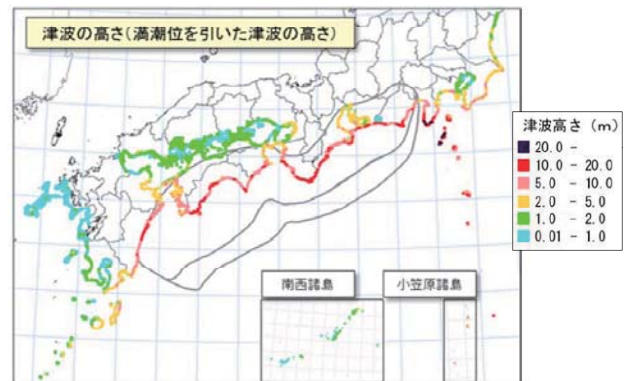 津波の高さ(満潮位を引いた津波の高さ)
津波高さ (m)
20.0 -
10.0 - 20.0
5.0 - 10.0
2.0 - 5.0
1.0 - 2.0
0.01 - 1.0
南西諸島
小笠原諸島